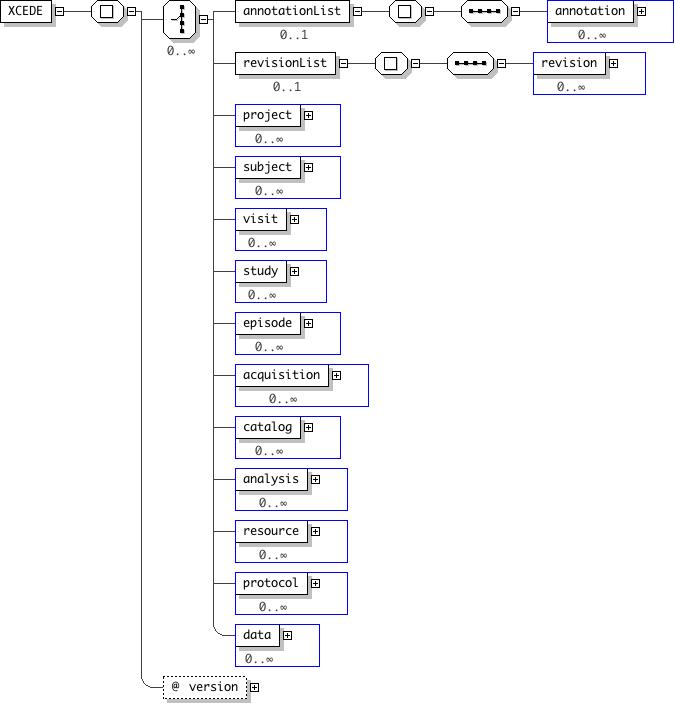 XCEDE
0..∞
annotationList
0..1
annotation
0..∞
revisionList
0..1
revision
0..∞
project
0..∞
subject
0..∞
visit
0..∞
study
0..∞
episode
0..∞
acquisition
0..∞
catalog
0..∞
analysis
0..∞
resource
0..∞
protocol
0..∞
data
0..∞
@ version